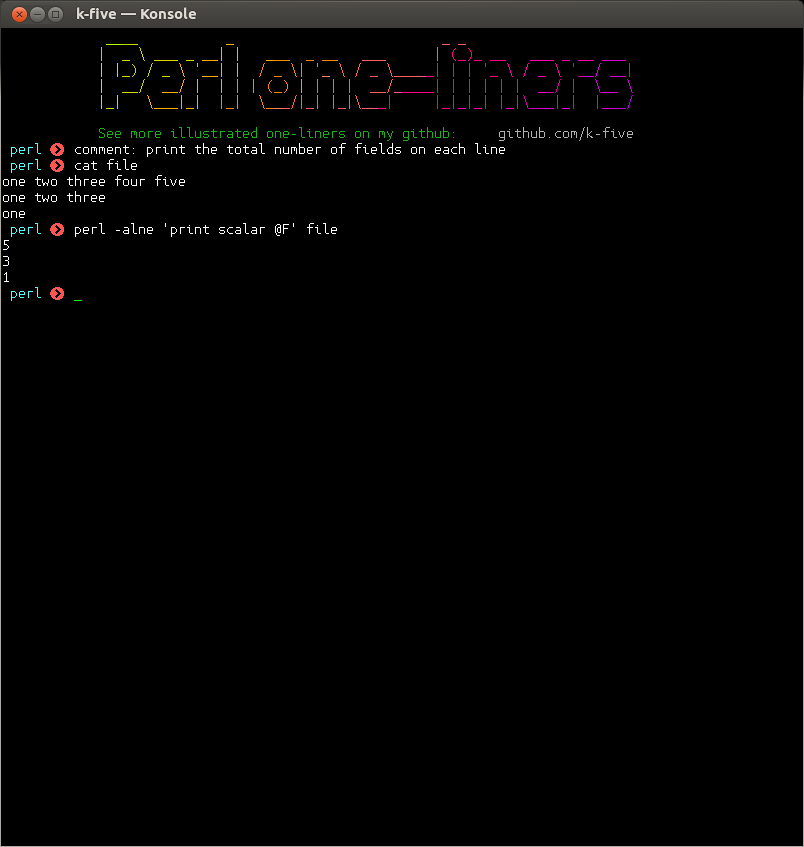 k-five — Konsole
Perl one-liners
See more illustrated one-liners on my github: github.com/k-five
perl comment: print the total number of fields on each line
perl cat file
one two three four five
one two three
one
perl perl -alne 'print scalar @F' file
5
3
1
perl _